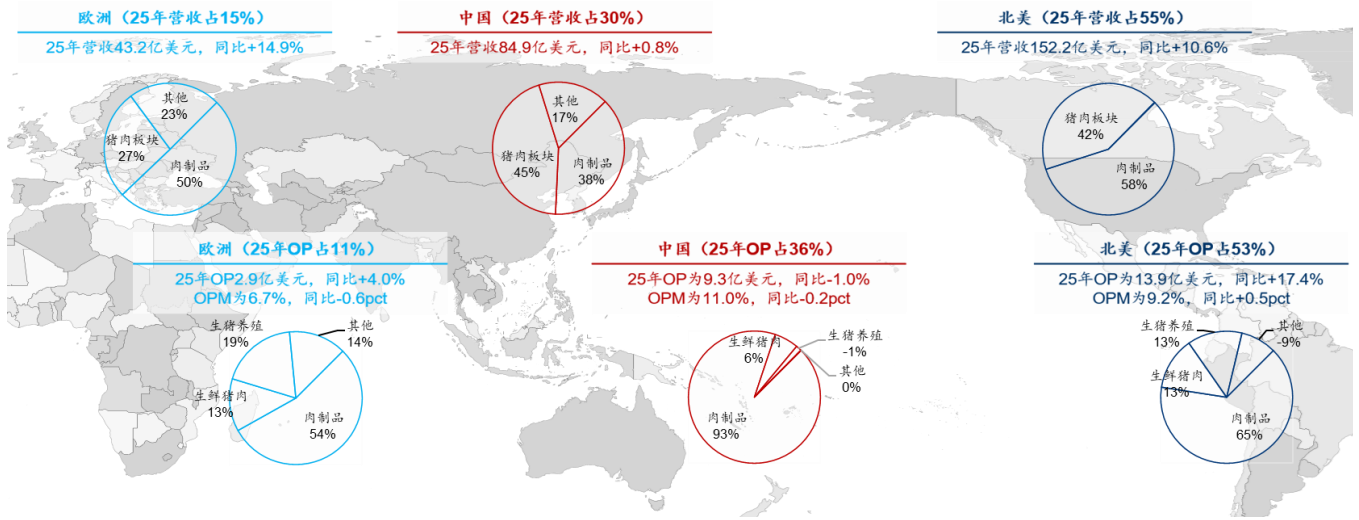 欧洲（25年营收占15%）
25年营收43.2亿美元，同比+14.9%
其他
23%
猪肉板块
27%
肉制品
50%
中国（25年营收占30%）
25年营收84.9亿美元，同比+0.8%
其他
17%
猪肉板块
45%
肉制品
38%
北美（25年营收占55%）
25年营收152.2亿美元，同比+10.6%
猪肉板块
42%
肉制品
58%
欧洲（25年OP占11%）
25年OP2.9亿美元，同比+4.0%
OPM为6.7%，同比-0.6pct
生猪养殖
19%
其他
14%
生鲜猪肉
13%
肉制品
54%
中国（25年OP占36%）
25年OP为9.3亿美元，同比-1.0%
OPM为11.0%，同比-0.2pct
生鲜猪肉
6%
生猪养殖
-1%
其他
0%
肉制品
93%
北美（25年OP占53%）
25年OP为13.9亿美元，同比+17.4%
OPM为9.2%，同比+0.5pct
生猪养殖
13%
其他
-9%
生鲜猪肉
13%
肉制品
65%